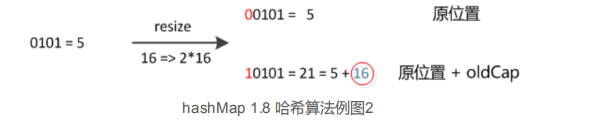 00101 = 5 原位置
resize
0101 = 5
16 => 2*16
10101 = 21 = 5 + 16 原位置 + oldCap
hashMap 1.8 哈希算法例图2